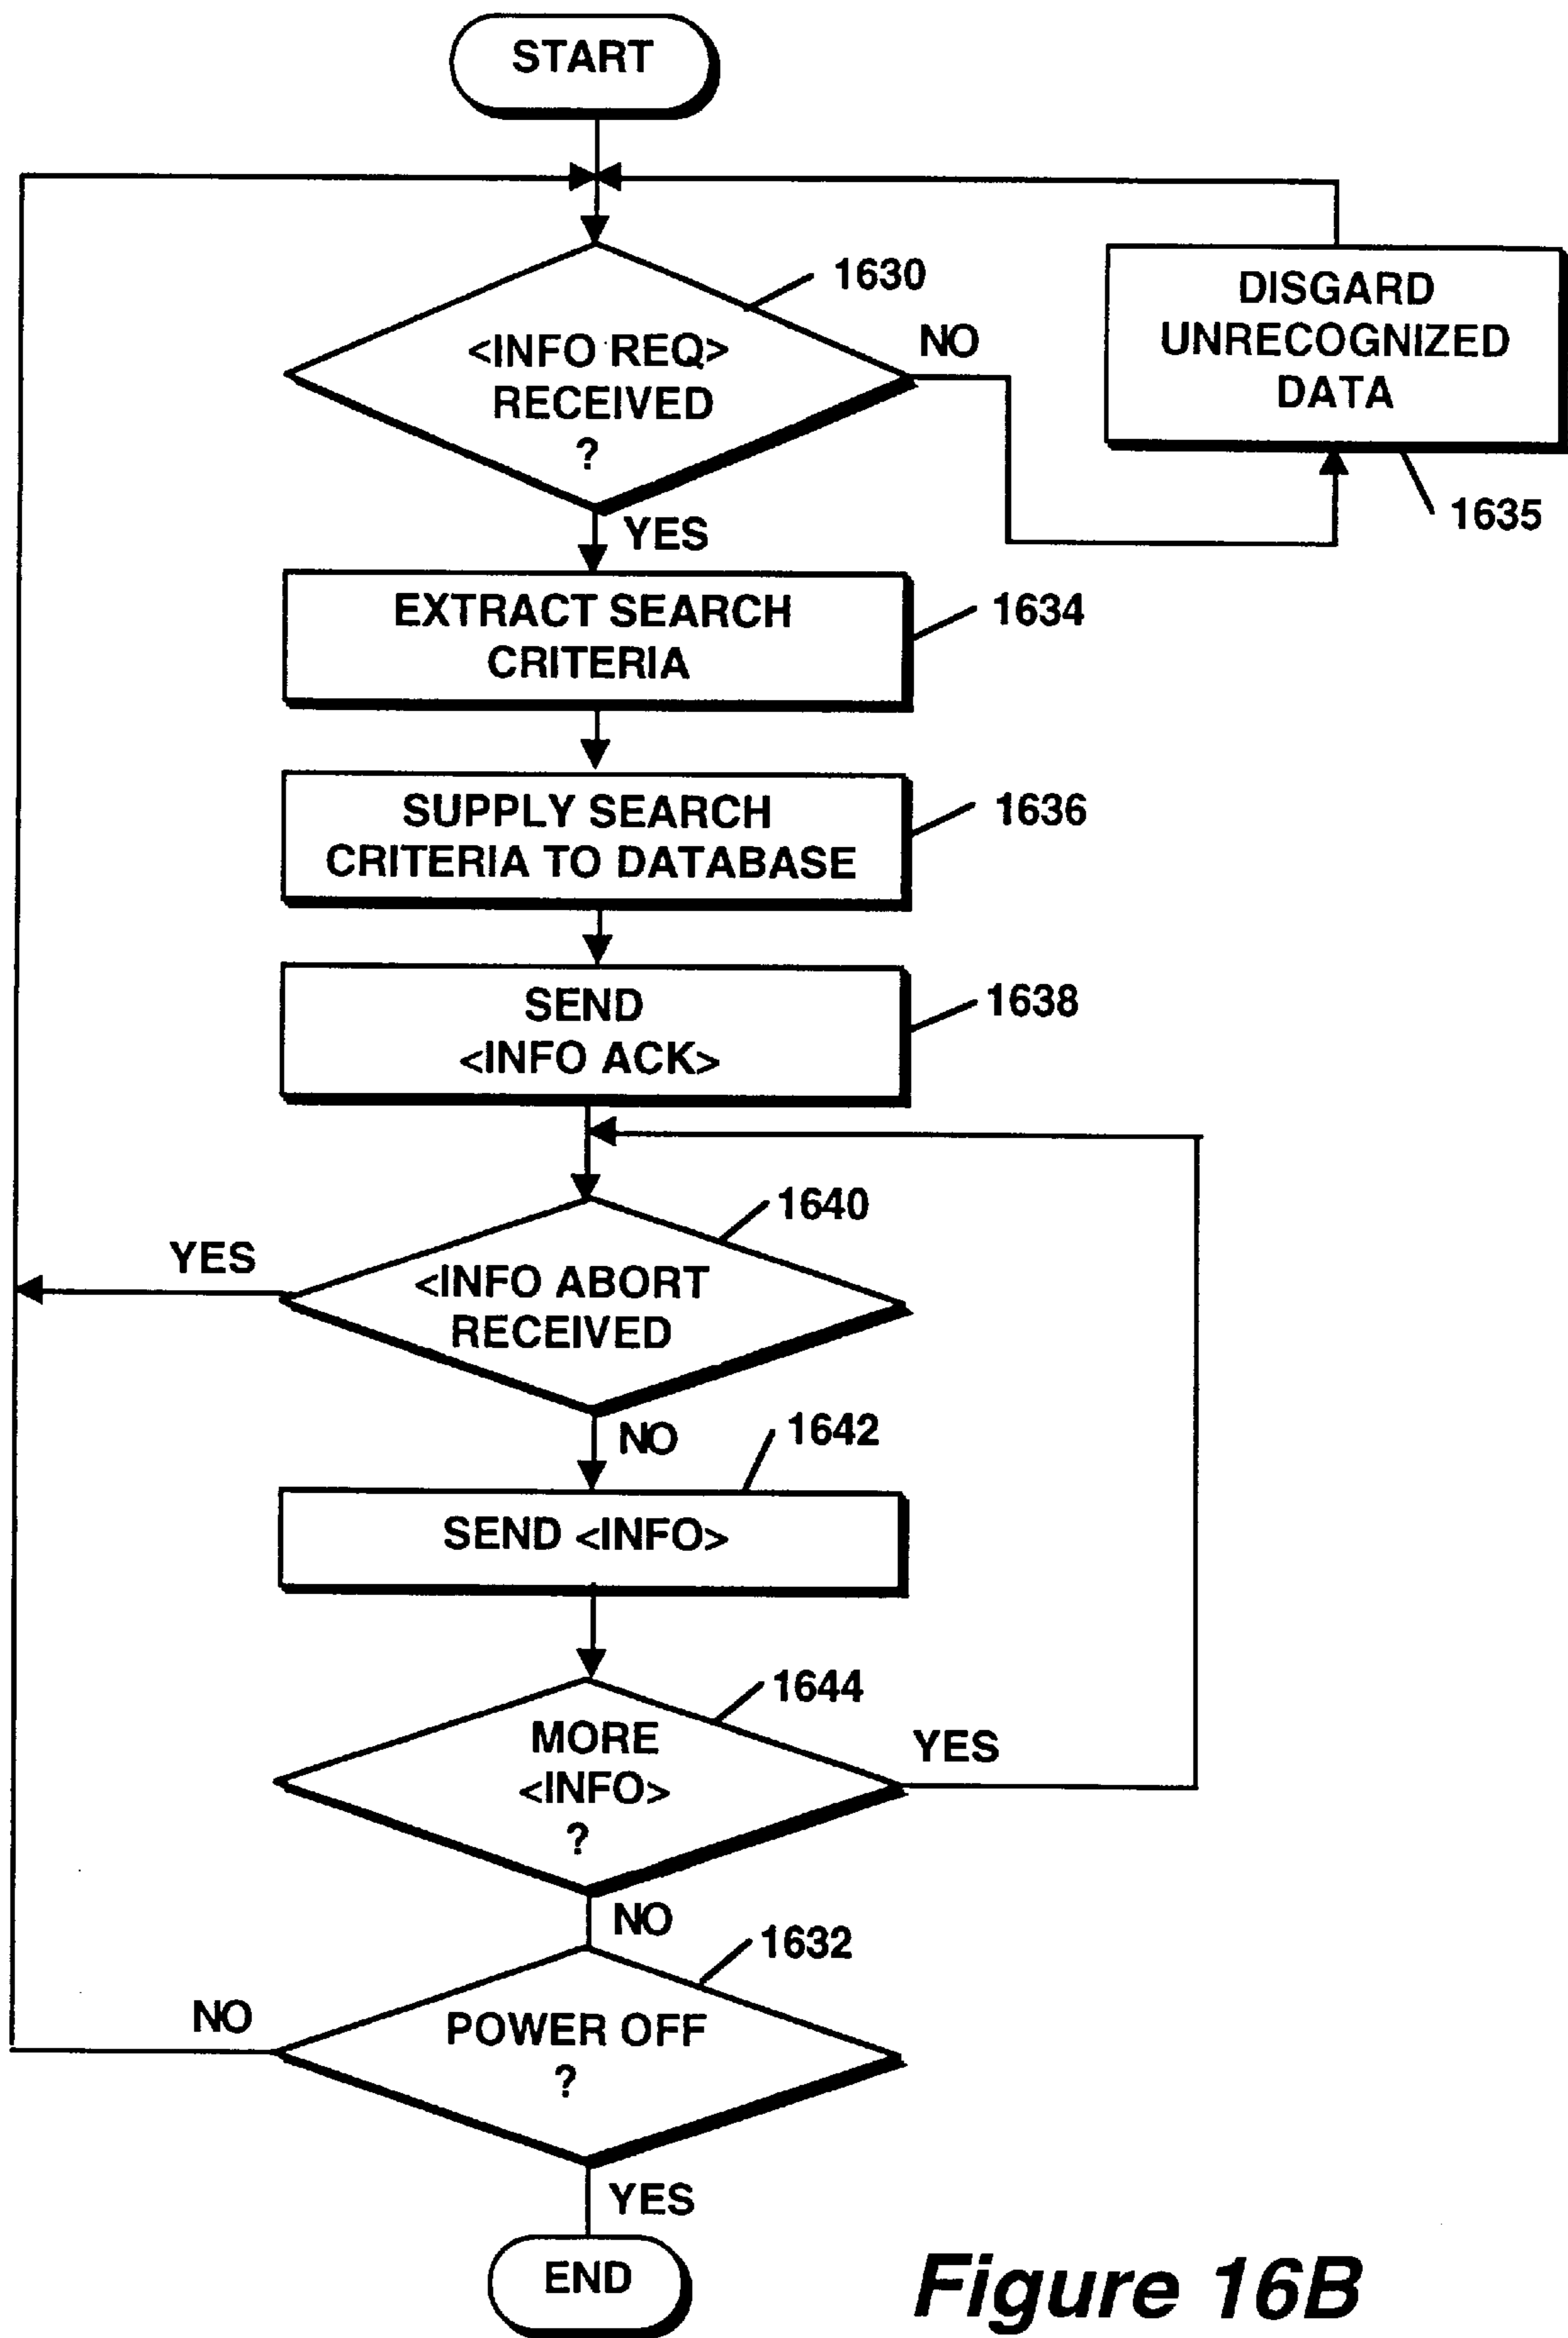 START
1630
<INFO REQ>
RECEIVED
?
NO
DISGARD
UNRECOGNIZED
DATA
1635
YES
EXTRACT SEARCH
CRITERIA
1634
SUPPLY SEARCH
CRITERIA TO DATABASE
1636
SEND
<INFO ACK>
1638
1640
YES
<INFO ABORT
RECEIVED
NO
1642
SEND <INFO>
1644
MORE
<INFO>
?
YES
NO
1632
NO
POWER OFF
?
YES
END
Figure 16B